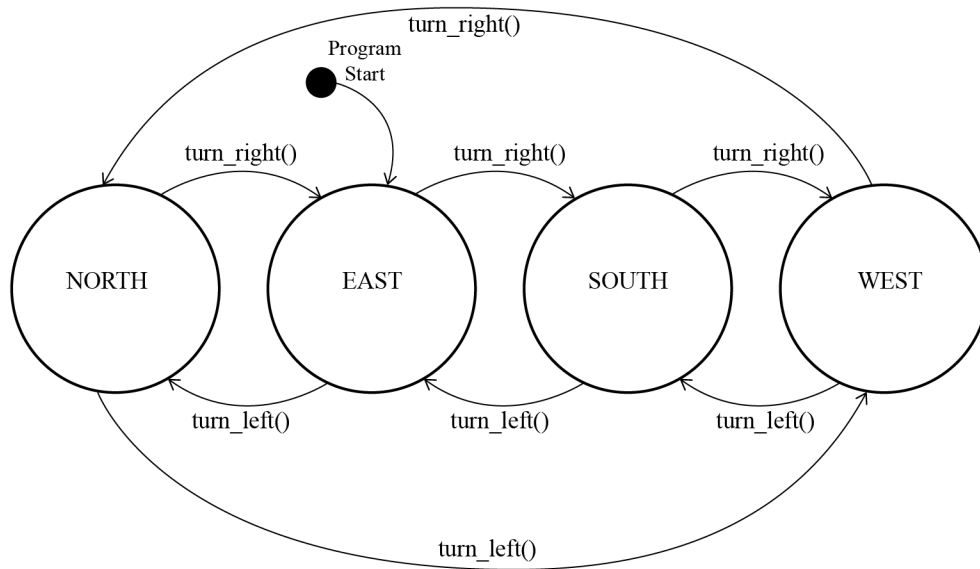 turn_right()
Program
Start
turn_right()
turn_right()
turn_right()
NORTH
EAST
SOUTH
WEST
turn_left()
turn_left()
turn_left()
turn_left()